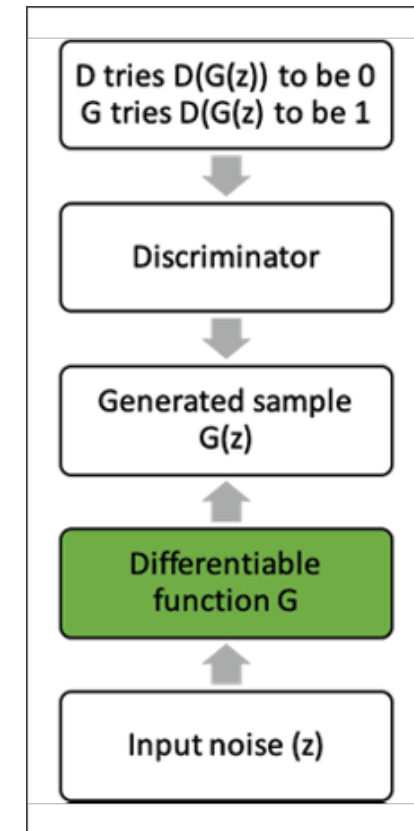 D tries D(G(z)) to be 0
G tries D(G(z) to be 1
Discriminator
Generated sample
G(z)
Differentiable
function G
Input noise (z)